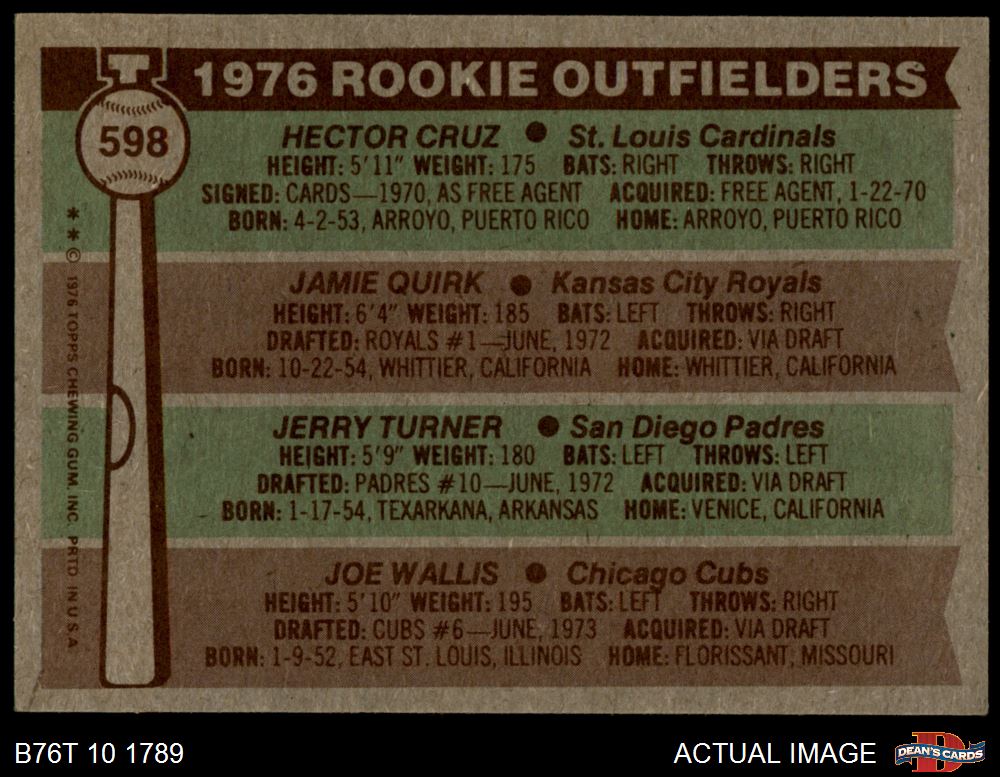 T
1976 ROOKIE OUTFIELDERS
598
HECTOR CRUZ ● St. Louis Cardinals
HEIGHT: 5'11" WEIGHT: 175 BATS: RIGHT THROWS: RIGHT
SIGNED: CARDS—1970, AS FREE AGENT ACQUIRED: FREE AGENT, 1-22-70
BORN: 4-2-53, ARROYO, PUERTO RICO HOME: ARROYO, PUERTO RICO
JAMIE QUIRK ● Kansas City Royals
HEIGHT: 6'4" WEIGHT: 185 BATS: LEFT THROWS: RIGHT
DRAFTED: ROYALS #1—JUNE, 1972 ACQUIRED: VIA DRAFT
BORN: 10-22-54, WHITTIER, CALIFORNIA HOME: WHITTIER, CALIFORNIA
JERRY TURNER ● San Diego Padres
HEIGHT: 5'9" WEIGHT: 180 BATS: LEFT THROWS: LEFT
DRAFTED: PADRES #10—JUNE, 1972 ACQUIRED: VIA DRAFT
BORN: 1-17-54, TEXARKANA, ARKANSAS HOME: VENICE, CALIFORNIA
JOE WALLIS ● Chicago Cubs
HEIGHT: 5'10" WEIGHT: 195 BATS: LEFT THROWS: RIGHT
DRAFTED: CUBS #6—JUNE, 1973 ACQUIRED: VIA DRAFT
BORN: 1-9-52, EAST ST. LOUIS, ILLINOIS HOME: FLORISSANT, MISSOURI
* * © 1976 TOPPS CHEWING GUM, INC. PRTD. IN U.S.A.
B76T 10 1789
ACTUAL IMAGE
D
DEAN'S CARDS